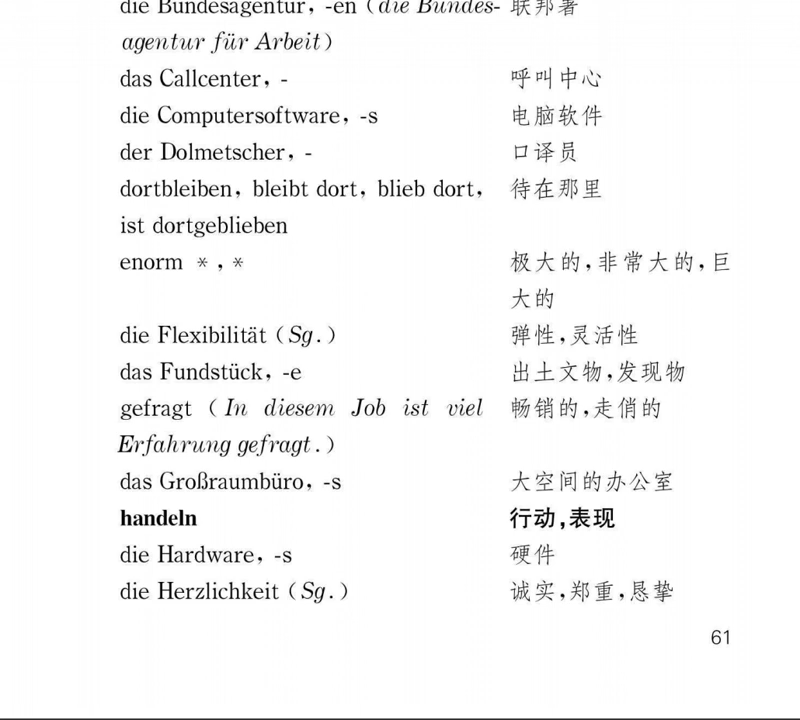 die Bundesagentur, -en (die Bundes- 联邦署
agentur für Arbeit)
das Callcenter, - 呼叫中心
die Computersoftware, -s 电脑软件
der Dolmetscher, - 口译员
dortbleiben, bleibt dort, blieb dort, 待在那里
ist dortgeblieben
enorm *, * 极大的,非常大的,巨
大的
die Flexibilität (Sg.) 弹性,灵活性
das Fundstück, -e 出土文物,发现物
gefragt (In diesem Job ist viel 畅销的,走俏的
Erfahrung gefragt.)
das Großraumbüro, -s 大空间的办公室
handeln 行动,表现
die Hardware, -s 硬件
die Herzlichkeit (Sg.) 诚实,郑重,恳挚
61